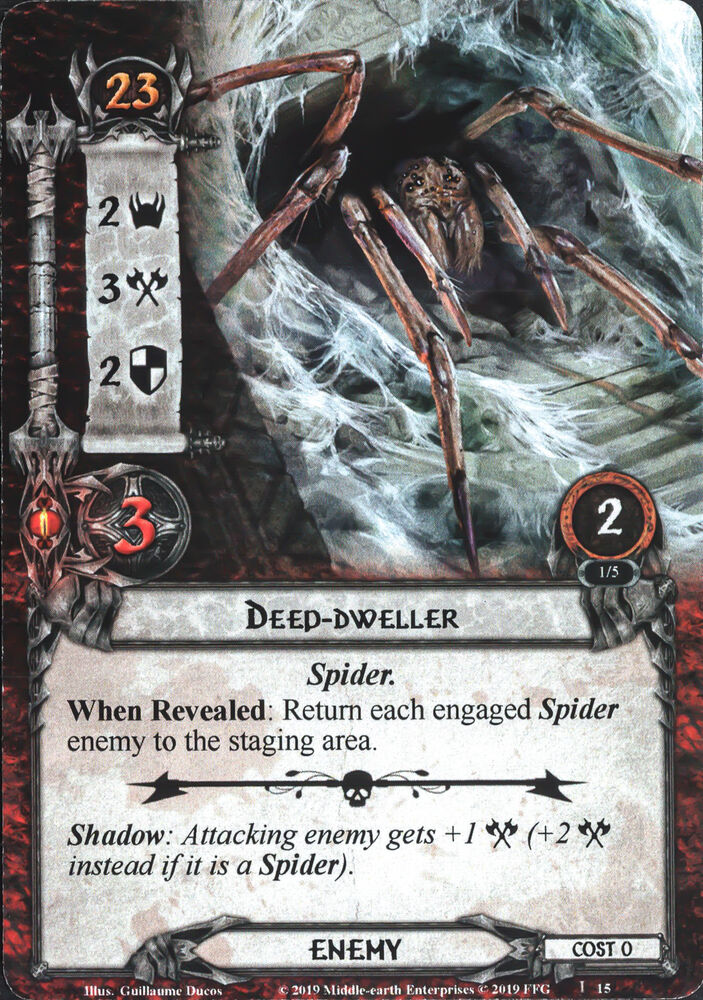 23
2
3
2
3
2
1/5
DEEP-DWELLER
Spider.
When Revealed: Return each engaged Spider
enemy to the staging area.
Shadow: Attacking enemy gets +1 (+2
instead if it is a Spider).
ENEMY
COST 0
Illus. Guillaume Ducos © 2019 Middle-earth Enterprises © 2019 FFG I 15